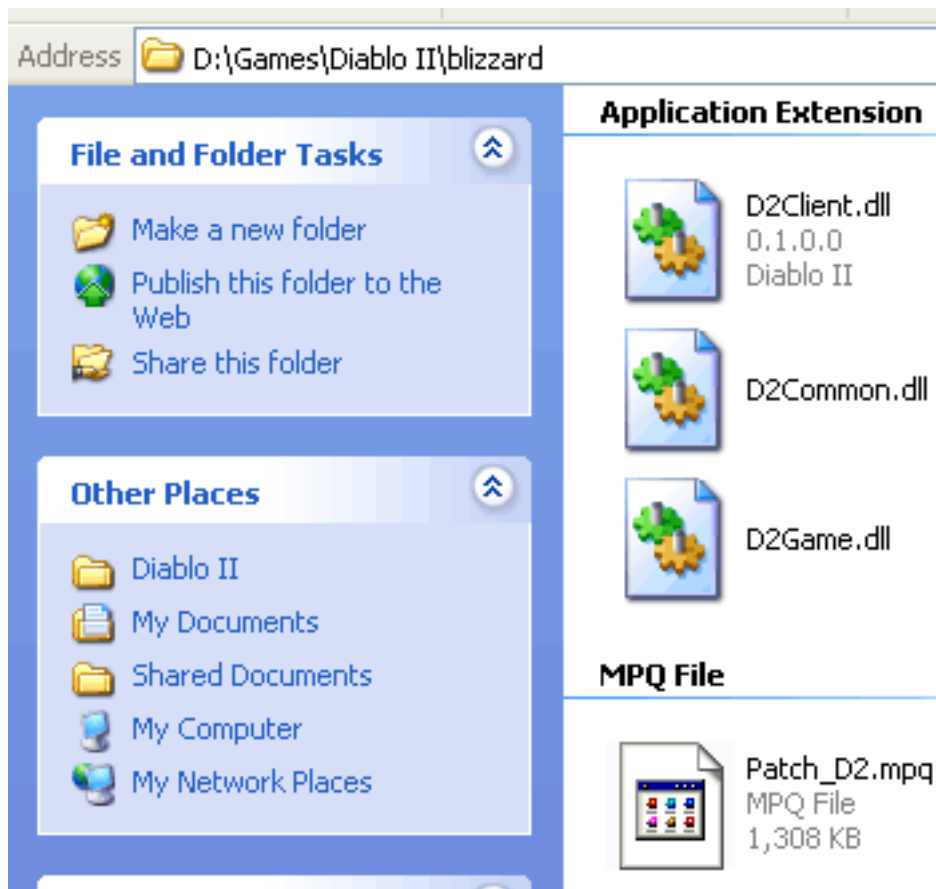 Address D:\Games\Diablo II\blizzard
File and Folder Tasks
Make a new folder
Publish this folder to the
Web
Share this folder
Other Places
Diablo II
My Documents
Shared Documents
My Computer
My Network Places
Application Extension
D2Client.dll
0.1.0.0
Diablo II
D2Common.dll
D2Game.dll
MPQ File
Patch_D2.mpq
MPQ File
1,308 KB